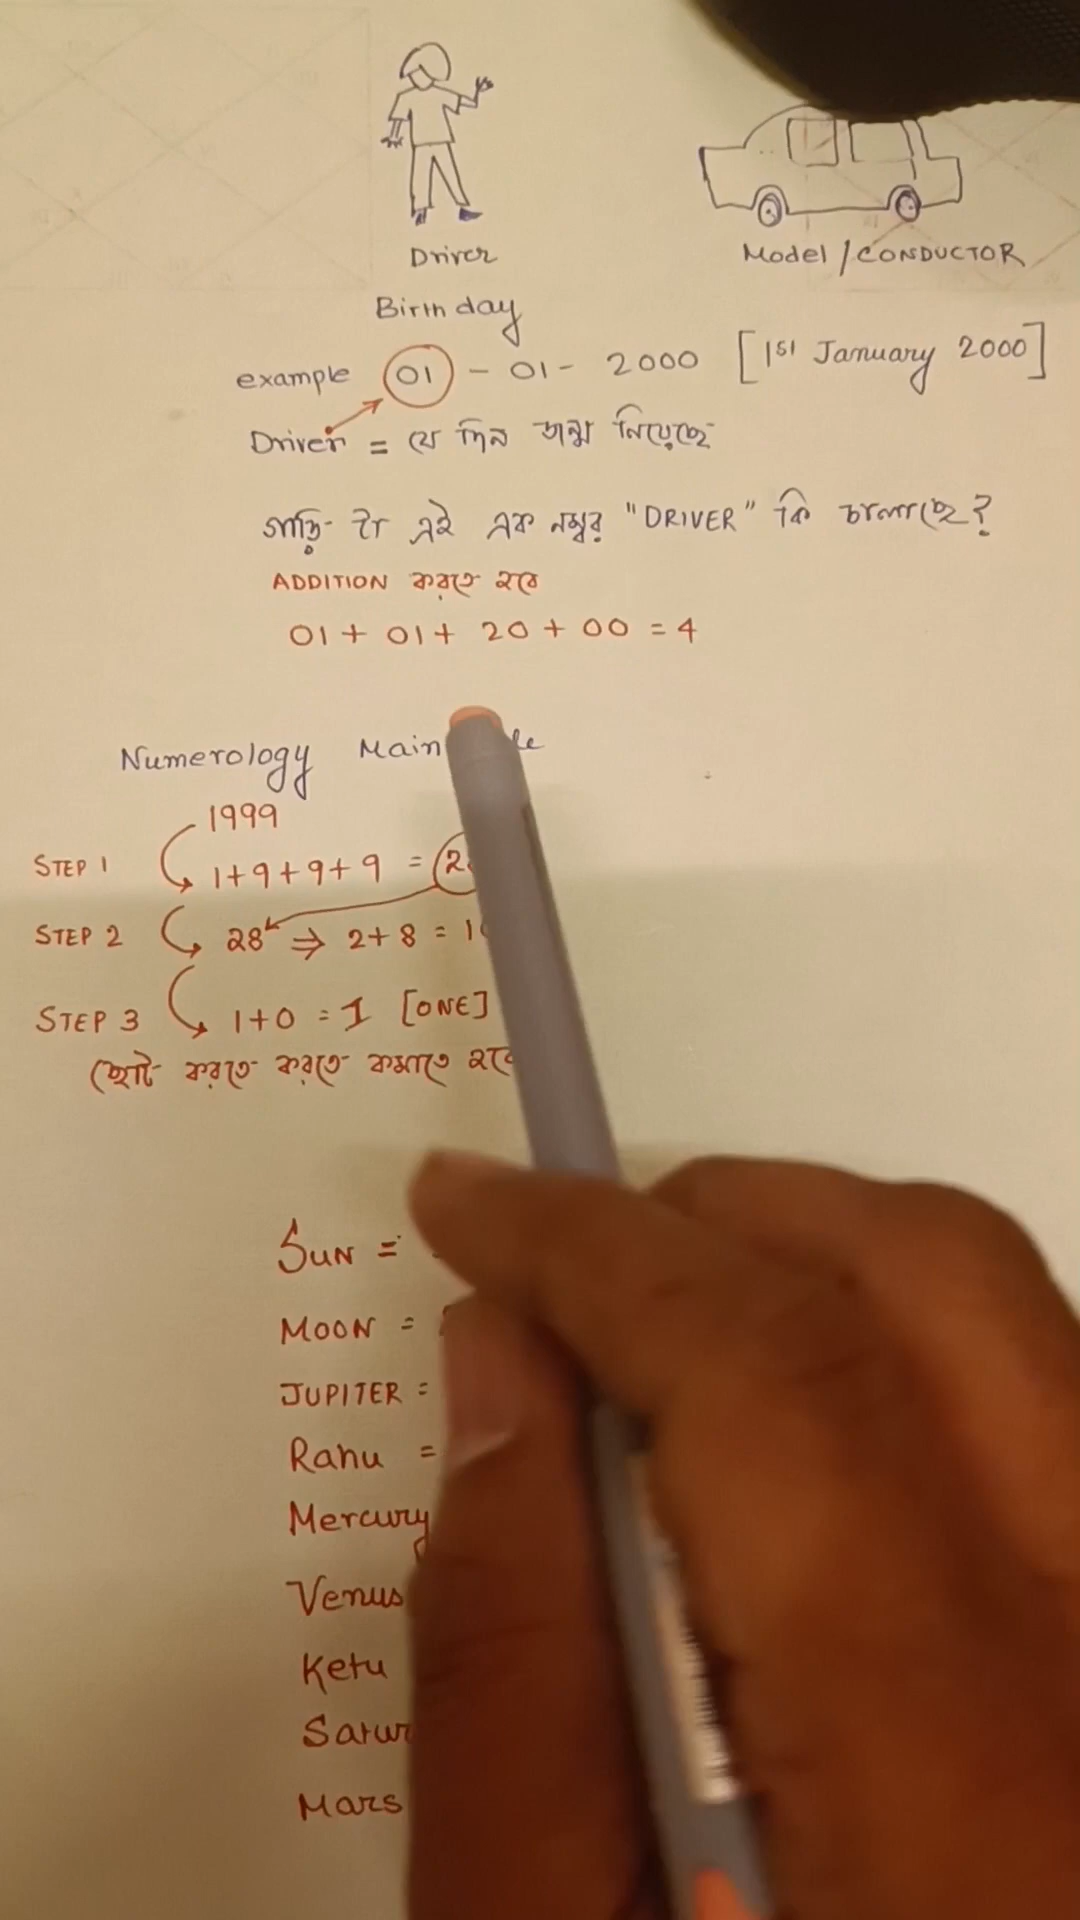 Driver
Model / CONDUCTOR
Birthday
example 01 - 01 - 2000 [1st January 2000]
Driver = যে দিন জন্ম নিয়েছে
গাড়ি টা এই এক নম্বর "DRIVER" কি চালাচ্ছে?
ADDITION করতে হবে
01 + 01 + 20 + 00 = 4
Numerology Main
1999
STEP 1 1+9+9+9 =
STEP 2 28 ⇒ 2+8 =
STEP 3 1+0 = 1 [ONE]
ছোট করতে করতে কমাতে হবে
SUN =
MOON =
JUPITER =
Rahu =
Mercury
Venus
Ketu
Mars